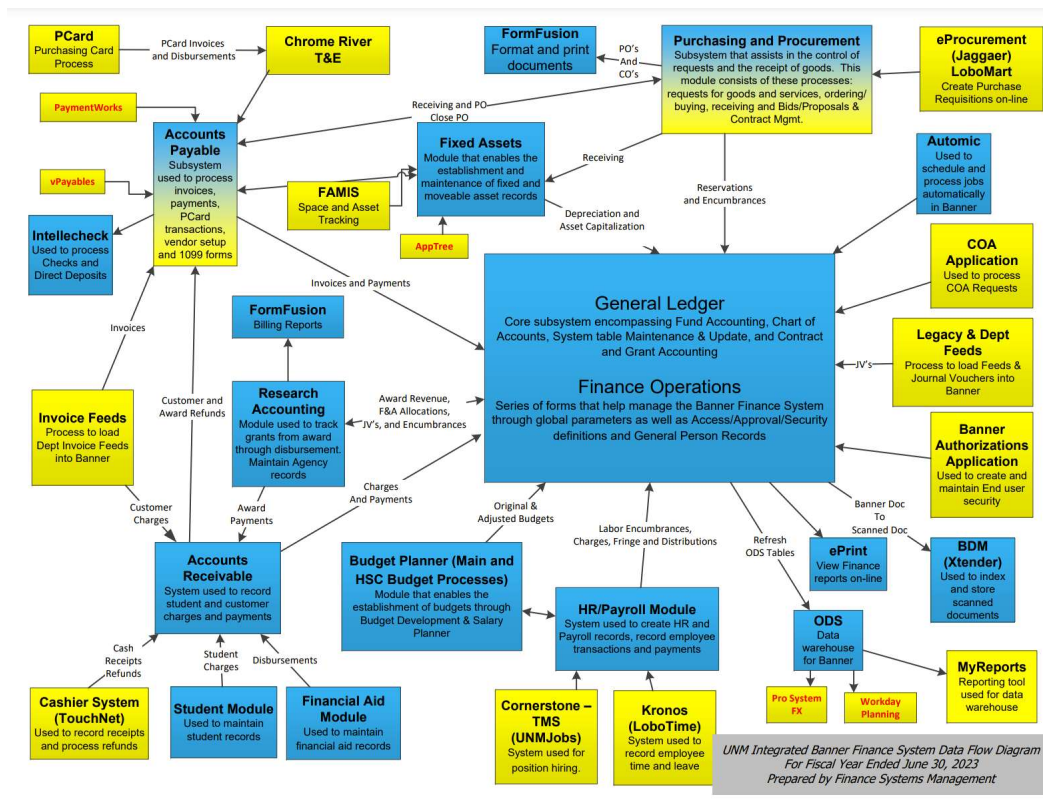 PCard
Purchasing Card
Process
PCard Invoices
and Disbursements
Chrome River
T&E
FormFusion
Format and print
documents
PO's
And
CO's
Purchasing and Procurement
Subsystem that assists in the control of
requests and the receipt of goods.  This
module consists of these processes:
requests for goods and services, ordering/
buying, receiving and Bids/Proposals &
Contract Mgmt.
eProcurement
(Jaggaer)
LoboMart
Create Purchase
Requisitions on-line
PaymentWorks
Receiving and PO
Close PO
Accounts
Payable
Subsystem
used to process
invoices,
payments,
PCard
transactions,
vendor setup
and 1099 forms
vPayables
Fixed Assets
Module that enables the
establishment and
maintenance of fixed and
moveable asset records
Receiving
FAMIS
Space and Asset
Tracking
AppTree
Depreciation and
Asset Capitalization
Reservations
and Encumbrances
Automic
Used to
schedule and
process jobs
automatically
in Banner
Intellecheck
Used to process
Checks and
Direct Deposits
COA
Application
Used to process
COA Requests
Invoices and Payments
Invoices
FormFusion
Billing Reports
General Ledger
Core subsystem encompassing Fund Accounting, Chart of
Accounts, System table Maintenance & Update, and Contract
and Grant Accounting
Finance Operations
Series of forms that help manage the Banner Finance System
through global parameters as well as Access/Approval/Security
definitions and General Person Records
JV's
Legacy & Dept
Feeds
Process to load Feeds &
Journal Vouchers into
Banner
Customer and
Award Refunds
Research
Accounting
Module used to track
grants from award
through disbursement.
Maintain Agency
records
Award Revenue,
F&A Allocations,
JV's, and Encumbrances
Invoice Feeds
Process to load
Dept Invoice Feeds
into Banner
Banner
Authorizations
Application
Used to create and
maintain End user
security
Customer
Charges
Award
Payments
Charges
And Payments
Original &
Adjusted Budgets
Labor Encumbrances,
Charges, Fringe and Distributions
Refresh
ODS Tables
Banner Doc
To
Scanned Doc
Accounts
Receivable
System used to record
student and customer
charges and payments
Budget Planner (Main and
HSC Budget Processes)
Module that enables the
establishment of budgets through
Budget Development & Salary
Planner
HR/Payroll Module
System used to create HR and
Payroll records, record employee
transactions and payments
ePrint
View Finance
reports on-line
BDM
(Xtender)
Used to index
and store
scanned
documents
ODS
Data
warehouse
for Banner
Cash
Receipts
Refunds
Student
Charges
Disbursements
Cashier System
(TouchNet)
Used to record receipts
and process refunds
Student Module
Used to maintain
student records
Financial Aid
Module
Used to maintain
financial aid records
Cornerstone –
TMS
(UNMJobs)
System used for
position hiring.
Kronos
(LoboTime)
System used to
record employee
time and leave
Pro System
FX
Workday
Planning
MyReports
Reporting tool
used for data
warehouse
UNM Integrated Banner Finance System Data Flow Diagram
For Fiscal Year Ended June 30, 2023
Prepared by Finance Systems Management